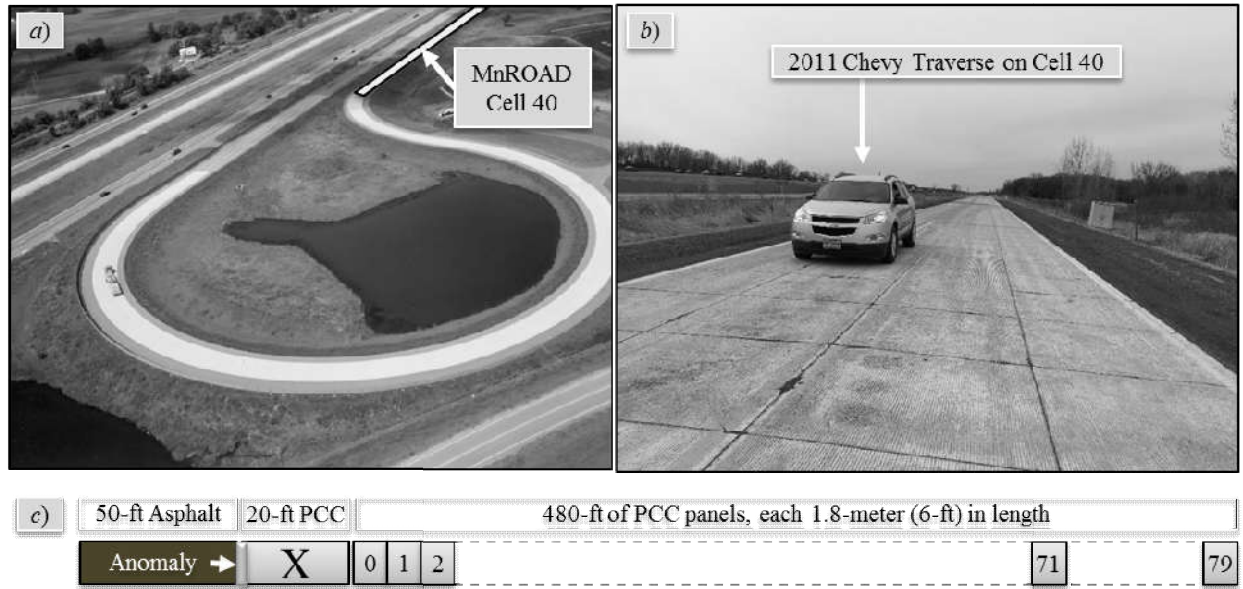 a)
MnROAD
Cell 40
b)
2011 Chevy Traverse on Cell 40
c)
50-ft Asphalt
20-ft PCC
480-ft of PCC panels, each 1.8-meter (6-ft) in length
Anomaly
X
0
1
2
71
79